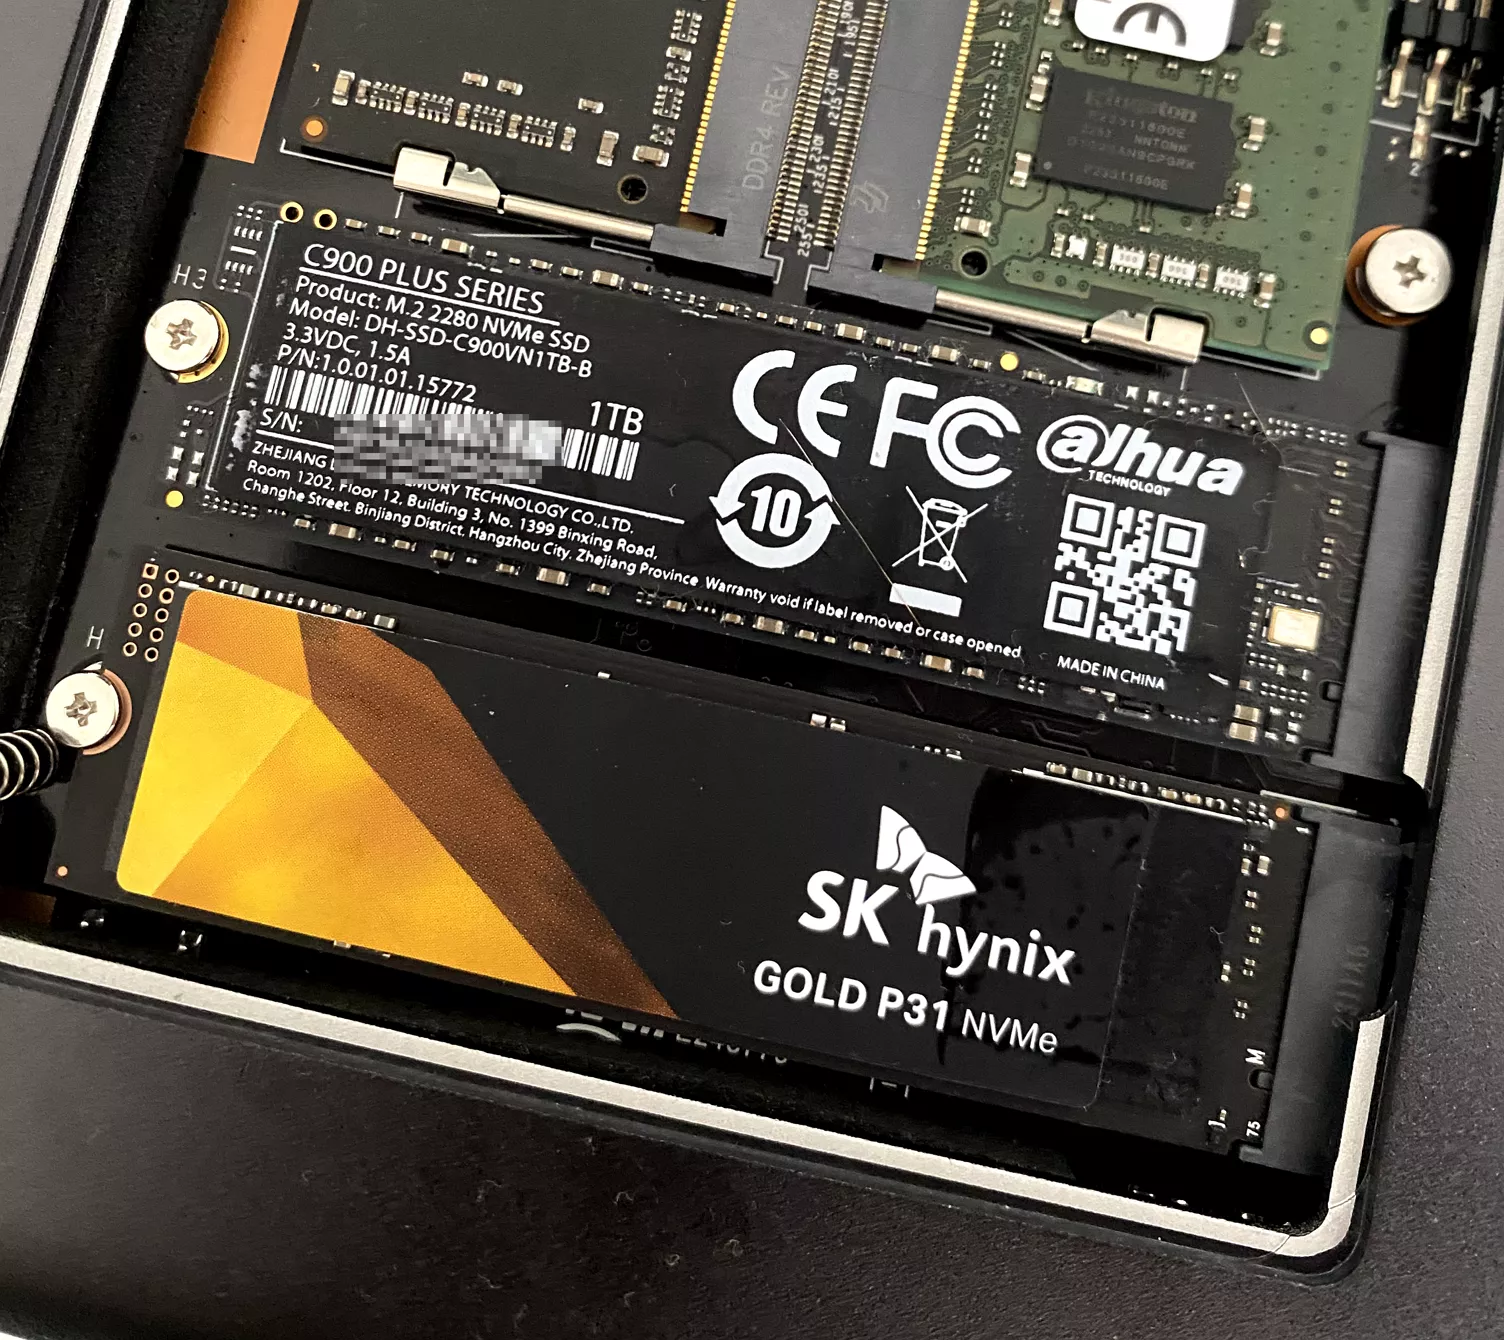 DDR4 REV
Kingston
C900 PLUS SERIES
Product: M.2 2280 NVMe SSD
Model: DH-SSD-C900VN1TB-B
3.3VDC, 1.5A
P/N:1.0.01.01.15772
1TB
S/N:
ZHEJIANG
TECHNOLOGY CO.,LTD.
Room 1202, Floor 12, Building 3, No. 1399 Binxing Road,
Changhe Street, Binjiang District, Hangzhou City, Zhejiang Province
Warranty void if label removed or case opened
CE FC
10
alhua
TECHNOLOGY
MADE IN CHINA
H3
H
SK hynix
GOLD P31 NVMe
M
75